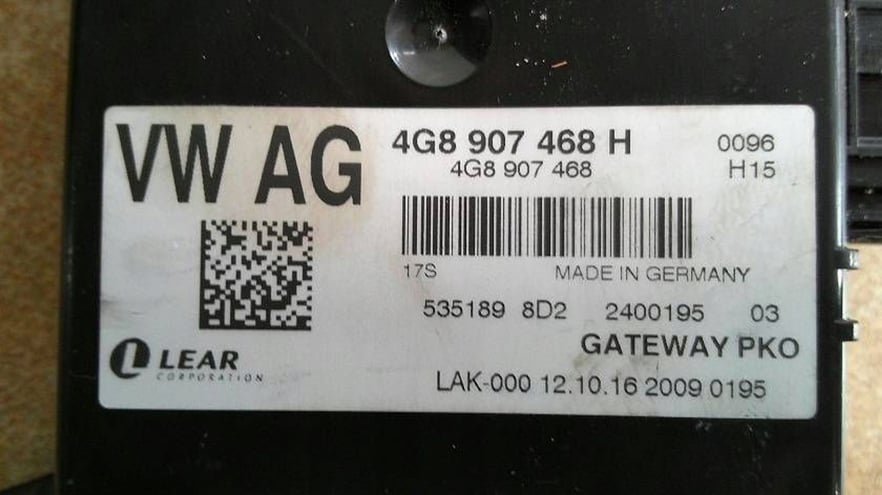 VW AG
4G8 907 468 H 0096
4G8 907 468 H15
17S MADE IN GERMANY
535189 8D2 2400195 03
GATEWAY PKO
LEAR
CORPORATION
LAK-000 12.10.16 2009 0195